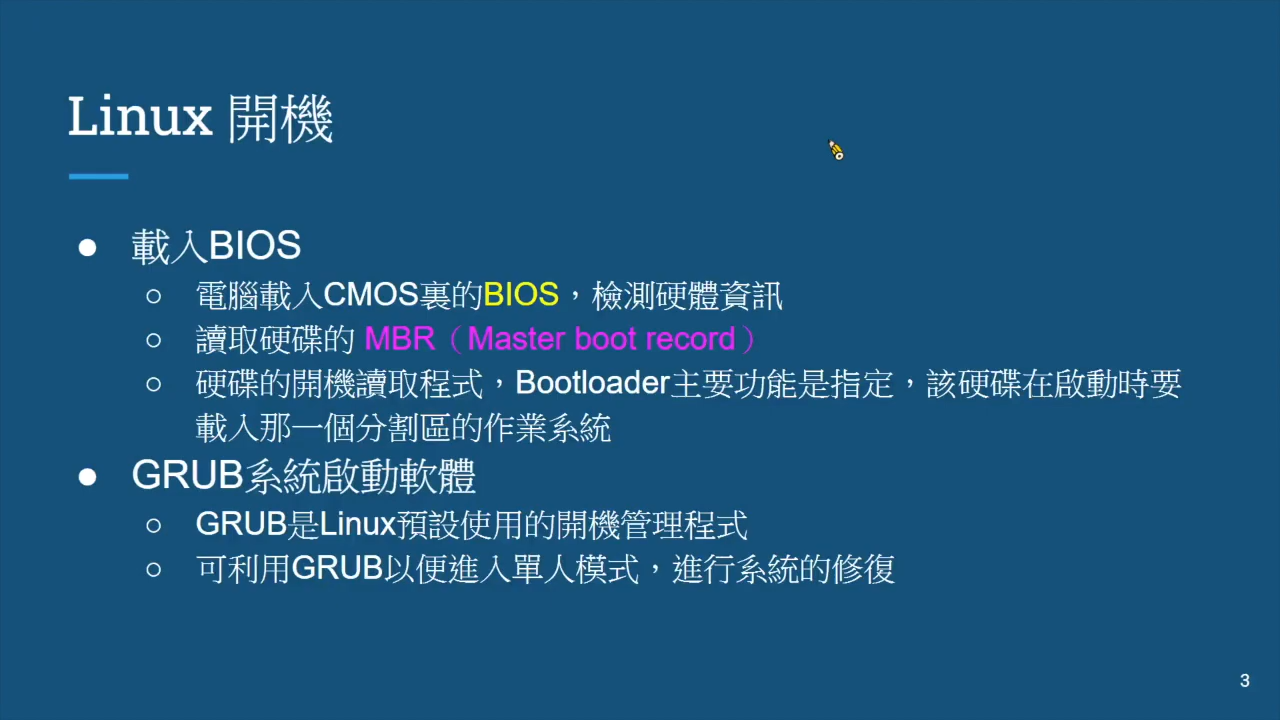 Linux 開機
● 載入BIOS
○ 電腦載入CMOS裏的BIOS，檢測硬體資訊
○ 讀取硬碟的 MBR（Master boot record）
○ 硬碟的開機讀取程式，Bootloader主要功能是指定，該硬碟在啟動時要
載入那一個分割區的作業系統
● GRUB系統啟動軟體
○ GRUB是Linux預設使用的開機管理程式
○ 可利用GRUB以便進入單人模式，進行系統的修復
3